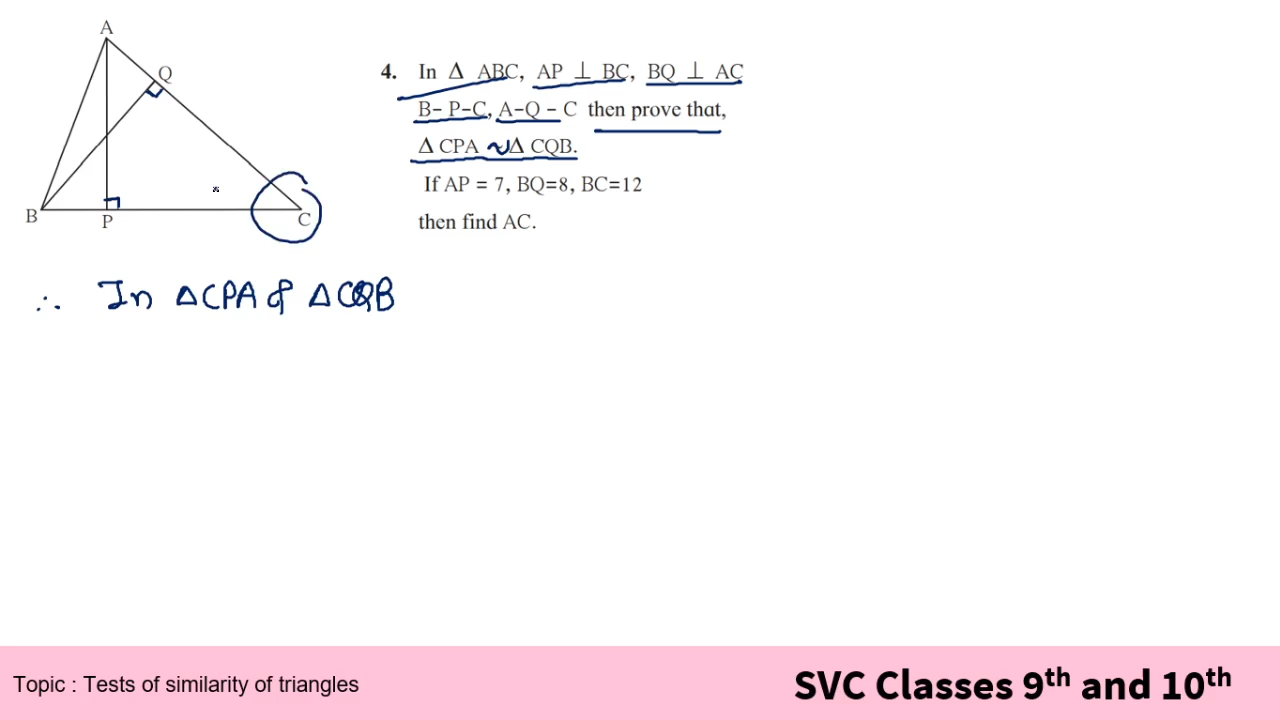 A
Q
B
P
C
4. In Δ ABC, AP ⊥ BC, BQ ⊥ AC
B- P-C, A-Q - C then prove that,
Δ CPA ~ Δ CQB.
If AP = 7, BQ=8, BC=12
then find AC.
∴ In ΔCPA & ΔCQB
Topic : Tests of similarity of triangles
SVC Classes 9th and 10th